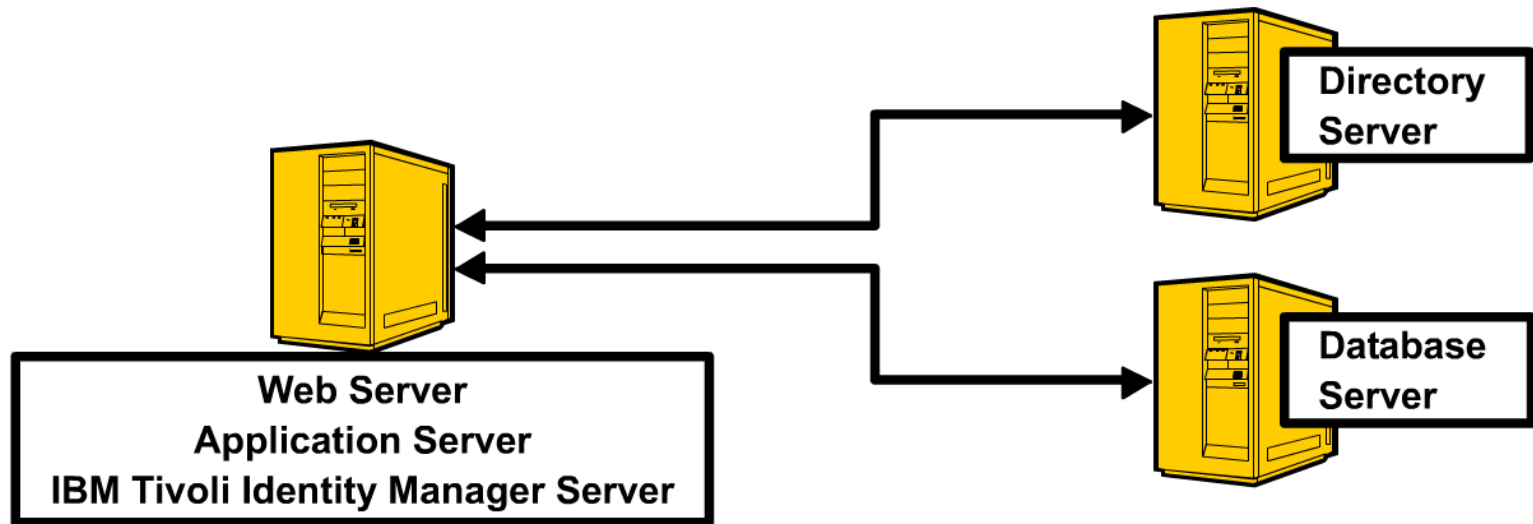 Directory
Server
Web Server
Application Server
IBM Tivoli Identity Manager Server
Database
Server